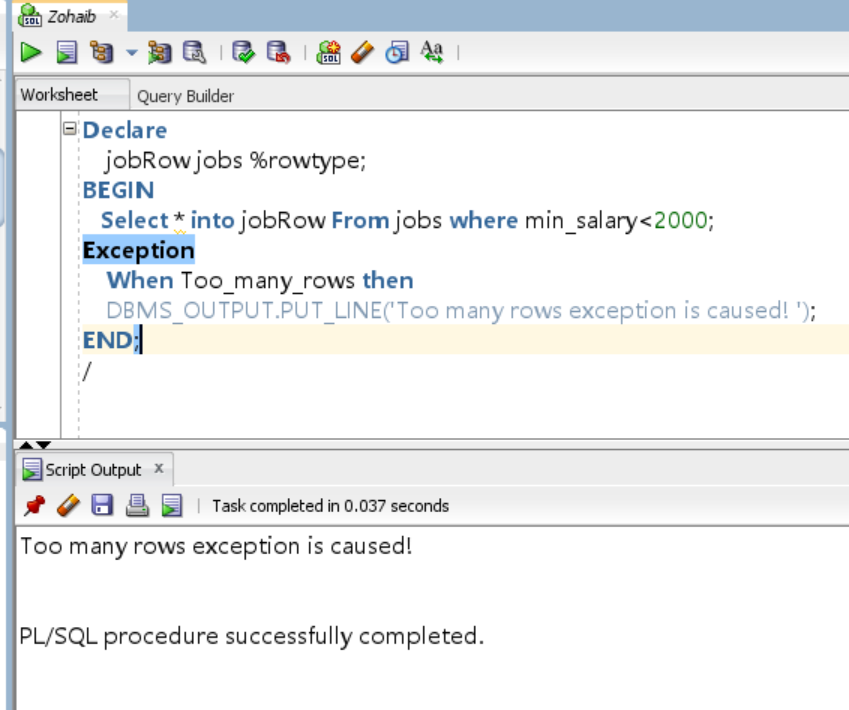 Zohaib
Worksheet Query Builder
Declare
jobRow jobs %rowtype;
BEGIN
Select * into jobRow From jobs where min_salary<2000;
Exception
When Too_many_rows then
DBMS_OUTPUT.PUT_LINE('Too many rows exception is caused! ');
END;
/
Script Output x
Task completed in 0.037 seconds
Too many rows exception is caused!
PL/SQL procedure successfully completed.